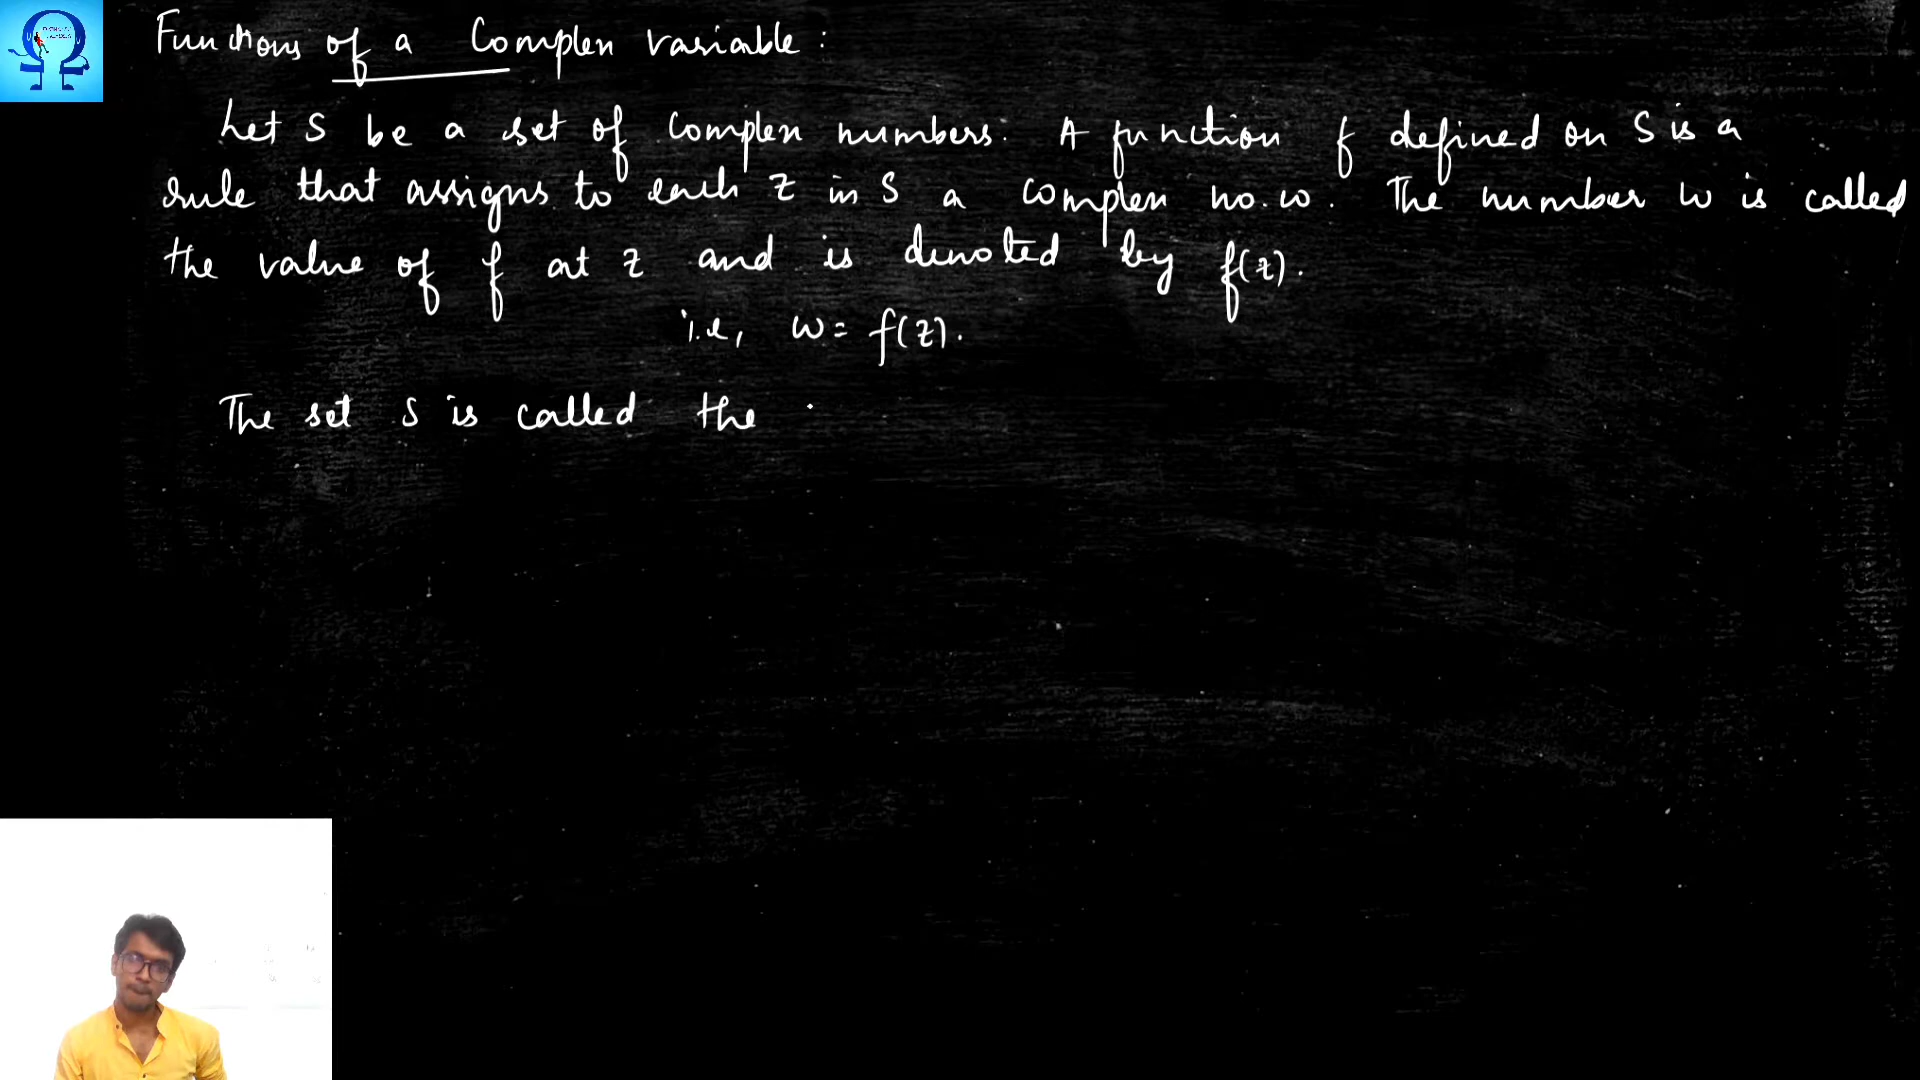 Functions of a Complex variable :
Let S be a set of complex numbers. A function f defined on S is a
rule that assigns to each z in S a complex no. w. The number w is called
the value of f at z and is denoted by f(z).
i.e, w = f(z).
The set S is called the